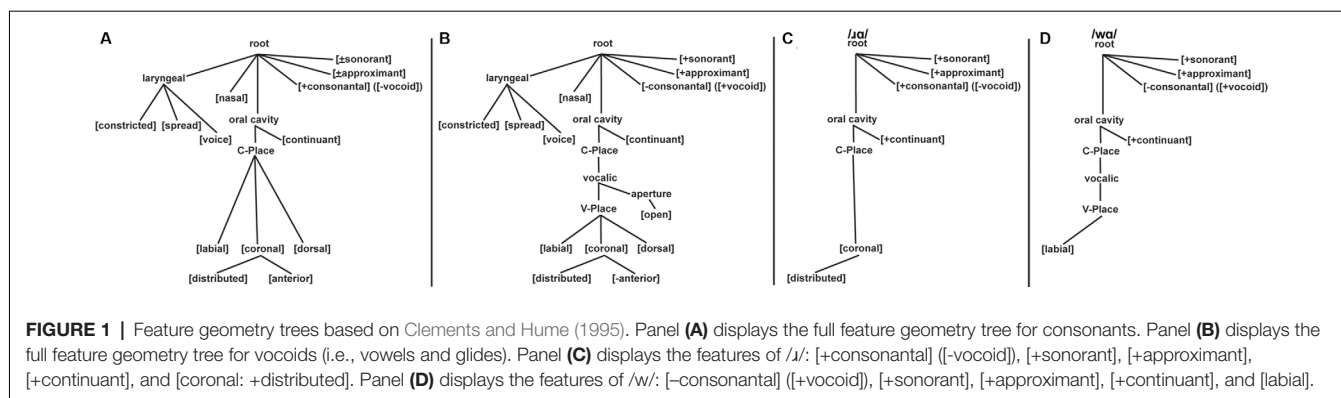 A
root
[±sonorant]
[±approximant]
[+consonantal] ([-vocoid])
laryngeal
[nasal]
[constricted] [spread]
[voice]
oral cavity
[continuant]
C-Place
[labial] [coronal] [dorsal]
[distributed] [anterior]
B
root
[+sonorant]
[+approximant]
[-consonantal] ([+vocoid])
laryngeal
[nasal]
[constricted] [spread]
[voice]
oral cavity
[continuant]
C-Place
vocalic
aperture
[open]
V-Place
[labial] [coronal] [dorsal]
[distributed] [-anterior]
C
/ɹɑ/
root
[+sonorant]
[+approximant]
[+consonantal] ([-vocoid])
oral cavity
[+continuant]
C-Place
[coronal]
[distributed]
D
/wɑ/
root
[+sonorant]
[+approximant]
[-consonantal] ([+vocoid])
oral cavity
[+continuant]
C-Place
vocalic
V-Place
[labial]
FIGURE 1 | Feature geometry trees based on Clements and Hume (1995). Panel (A) displays the full feature geometry tree for consonants. Panel (B) displays the
full feature geometry tree for vocoids (i.e., vowels and glides). Panel (C) displays the features of /ɹ/: [+consonantal] ([-vocoid]), [+sonorant], [+approximant],
[+continuant], and [coronal: +distributed]. Panel (D) displays the features of /w/: [–consonantal] ([+vocoid]), [+sonorant], [+approximant], [+continuant], and [labial].